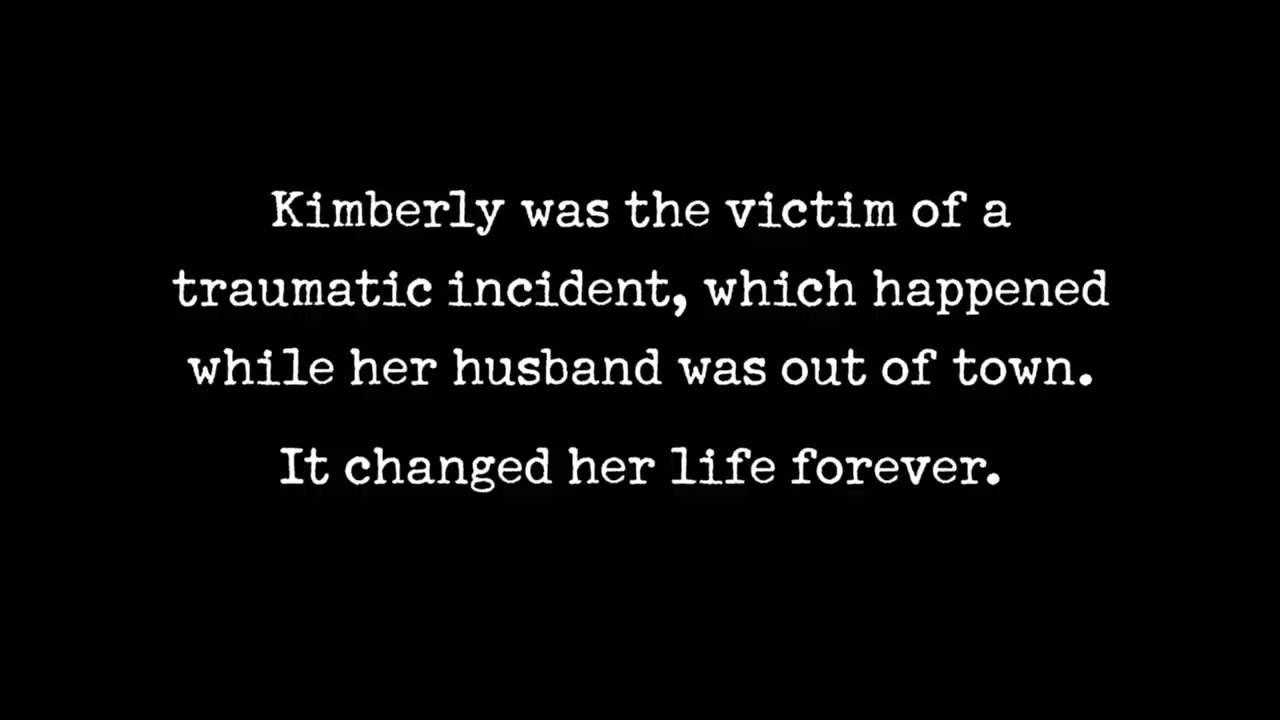 Kimberly was the victim of a
traumatic incident, which happened
while her husband was out of town.
It changed her life forever.